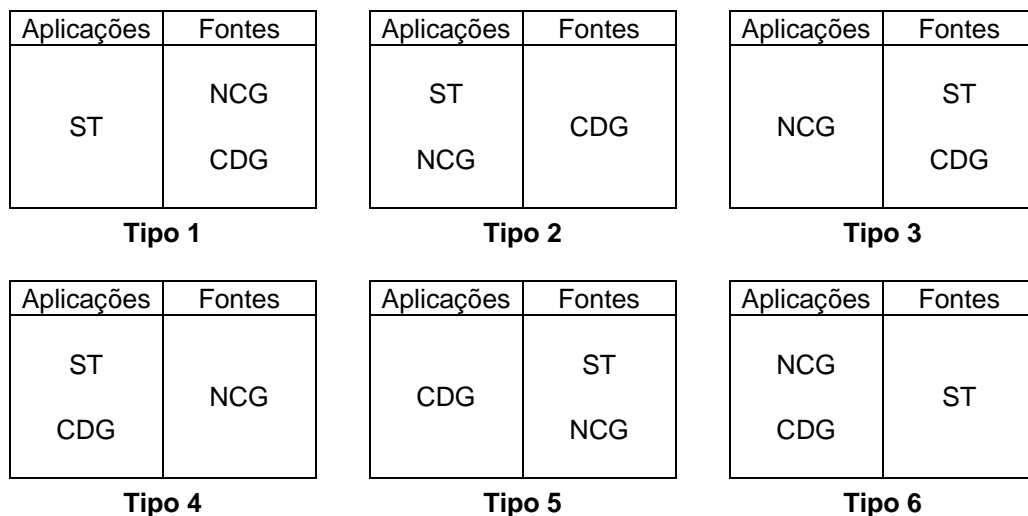 Aplicações Fontes Aplicações Fontes Aplicações Fontes
NCG ST ST
ST CDG NCG
CDG NCG CDG
Tipo 1 Tipo 2 Tipo 3
Aplicações Fontes Aplicações Fontes Aplicações Fontes
ST ST NCG
NCG CDG ST
CDG NCG CDG
Tipo 4 Tipo 5 Tipo 6